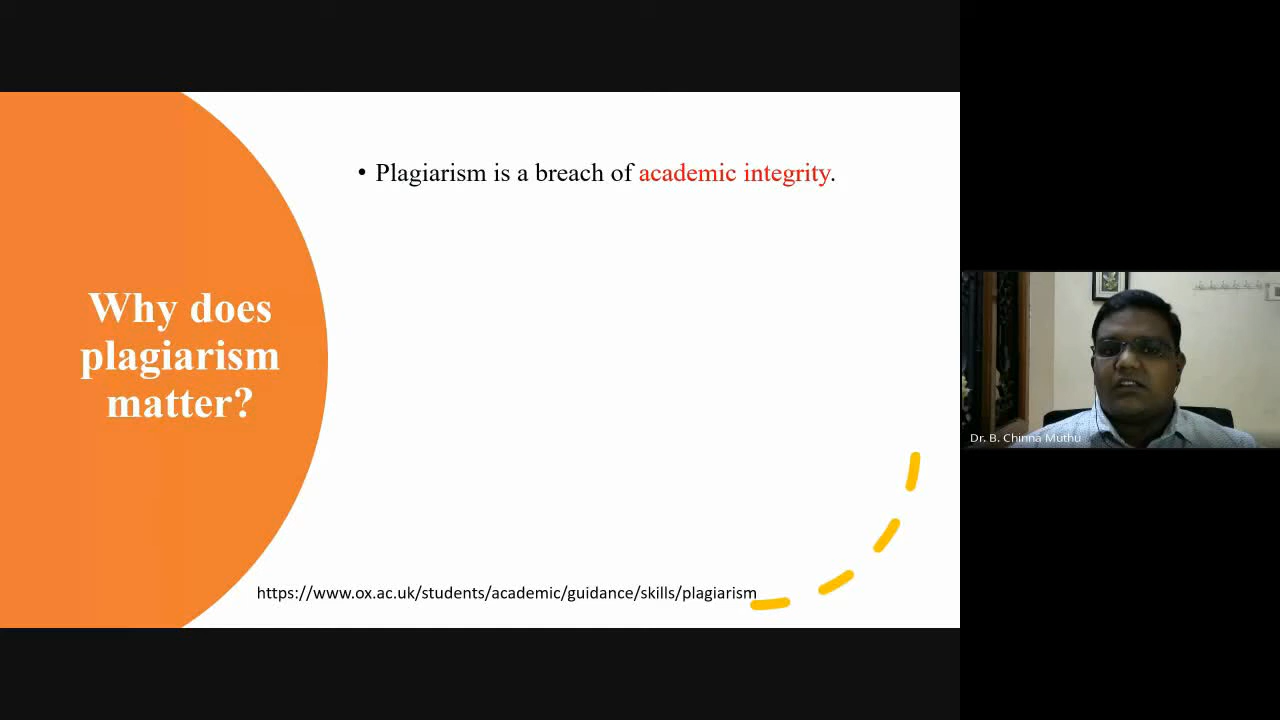 Why does
plagiarism
matter?
• Plagiarism is a breach of academic integrity.
https://www.ox.ac.uk/students/academic/guidance/skills/plagiarism
Dr. B. Chinna Muthu